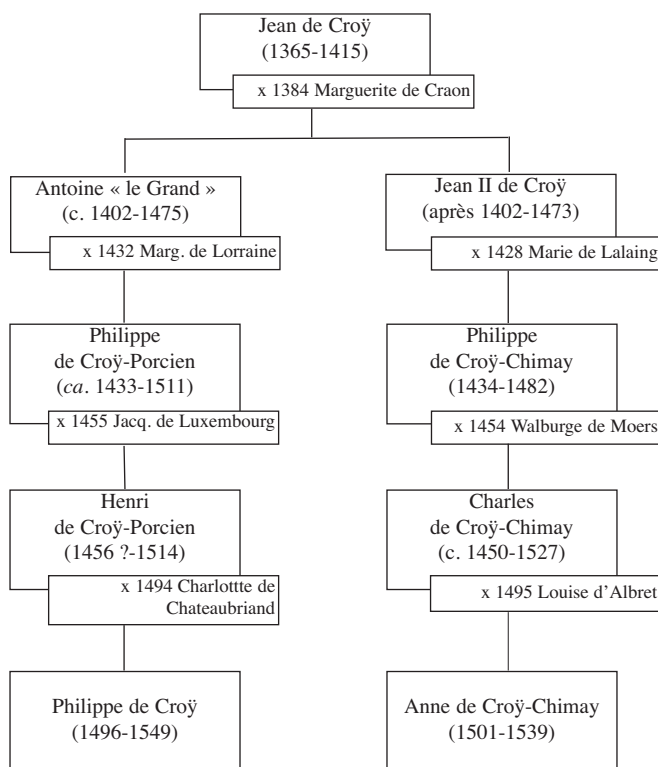 Jean de Croÿ
(1365-1415)
x 1384 Marguerite de Craon
Antoine « le Grand »
(c. 1402-1475)
x 1432 Marg. de Lorraine
Jean II de Croÿ
(après 1402-1473)
x 1428 Marie de Lalaing
Philippe
de Croÿ-Porcien
(ca. 1433-1511)
x 1455 Jacq. de Luxembourg
Philippe
de Croÿ-Chimay
(1434-1482)
x 1454 Walburge de Moers
Henri
de Croÿ-Porcien
(1456 ?-1514)
x 1494 Charlottte de
Chateaubriand
Charles
de Croÿ-Chimay
(c. 1450-1527)
x 1495 Louise d’Albret
Philippe de Croÿ
(1496-1549)
Anne de Croÿ-Chimay
(1501-1539)